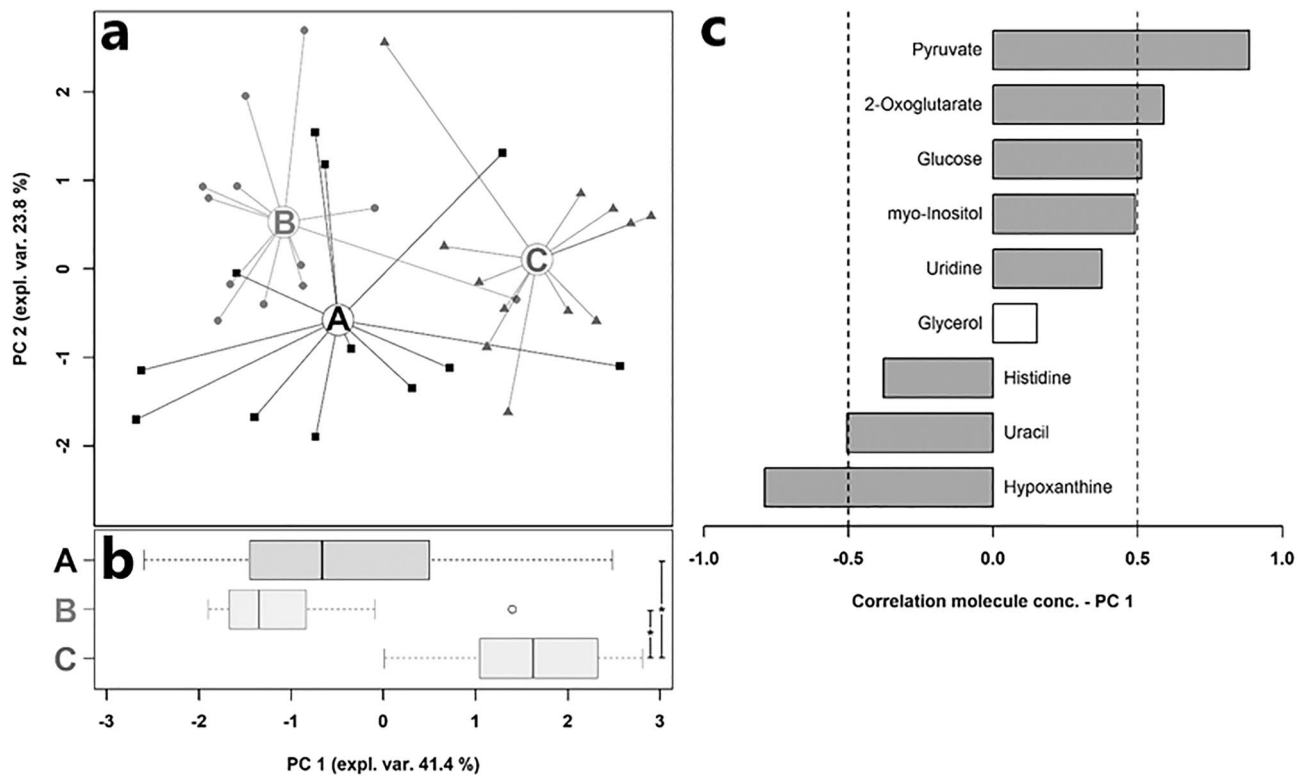 a
B
C
A
PC 2 (expl. var. 23.8 %)
2
1
0
-1
-2
b
A
B
C
*
*
-3 -2 -1 0 1 2 3
PC 1 (expl. var. 41.4 %)
c
Pyruvate
2-Oxoglutarate
Glucose
myo-Inositol
Uridine
Glycerol
Histidine
Uracil
Hypoxanthine
-1.0 -0.5 0.0 0.5 1.0
Correlation molecule conc. - PC 1